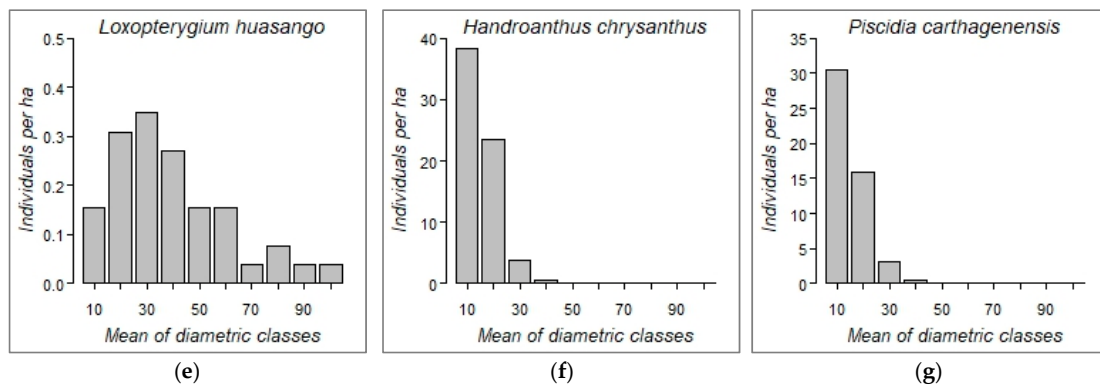 Loxopterygium huasango
Individuals per ha
0.5
0.4
0.3
0.2
0.1
0.0
10 30 50 70 90
Mean of diametric classes
(e)
Handroanthus chrysanthus
Individuals per ha
40
30
20
10
0
10 30 50 70 90
Mean of diametric classes
(f)
Piscidia carthagenensis
Individuals per ha
35
30
25
20
15
10
5
0
10 30 50 70 90
Mean of diametric classes
(g)